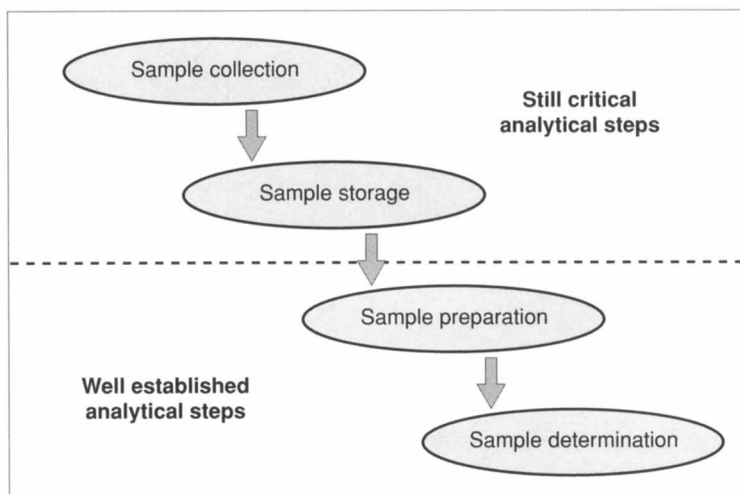 Sample collection
Still critical
analytical steps
Sample storage
Sample preparation
Well established
analytical steps
Sample determination